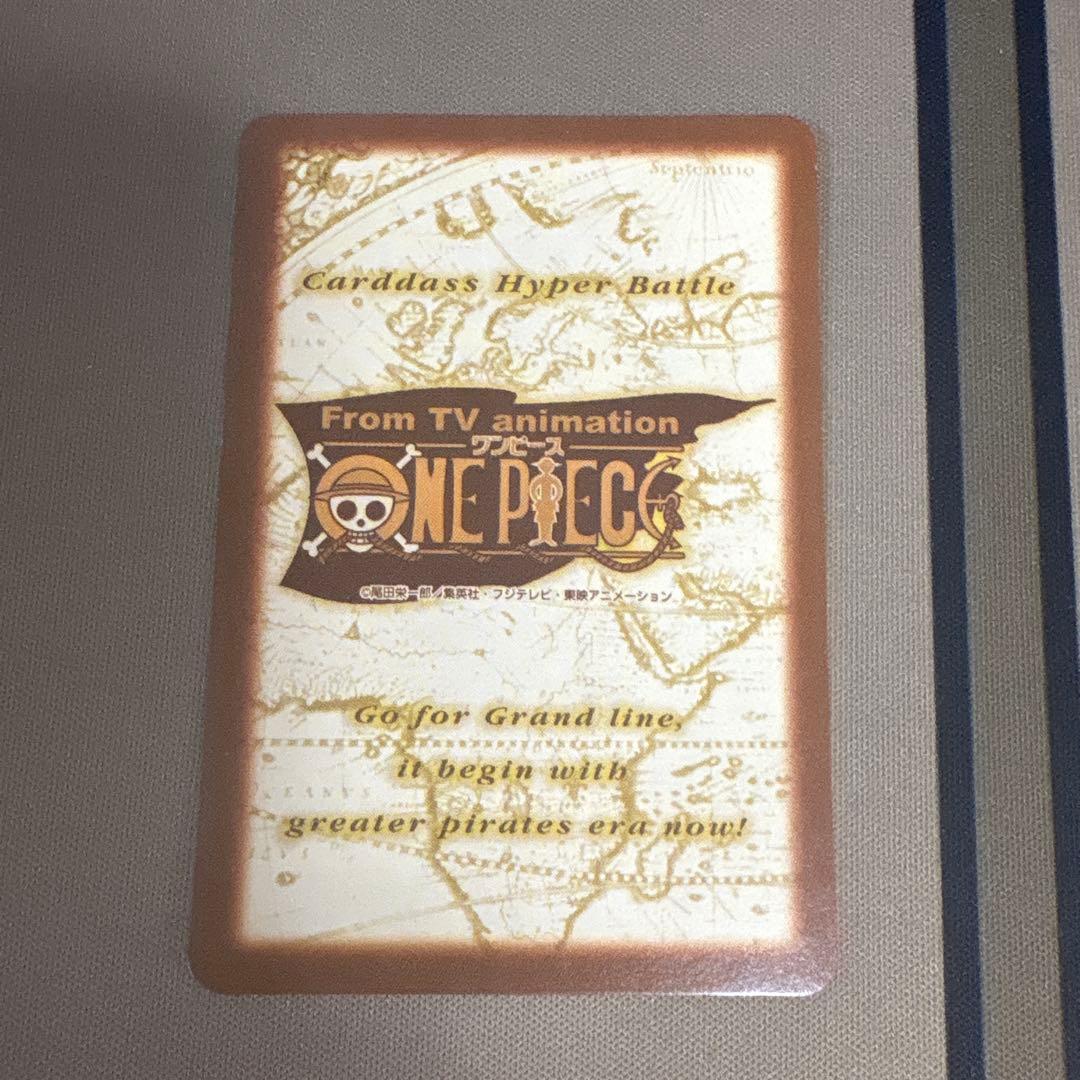 Septentrio
Carddass Hyper Battle
From TV animation
ワンピース
ONE PIECE
©尾田栄一郎／集英社・フジテレビ・東映アニメーション
Go for Grand line,
it begin with
greater pirates era now!